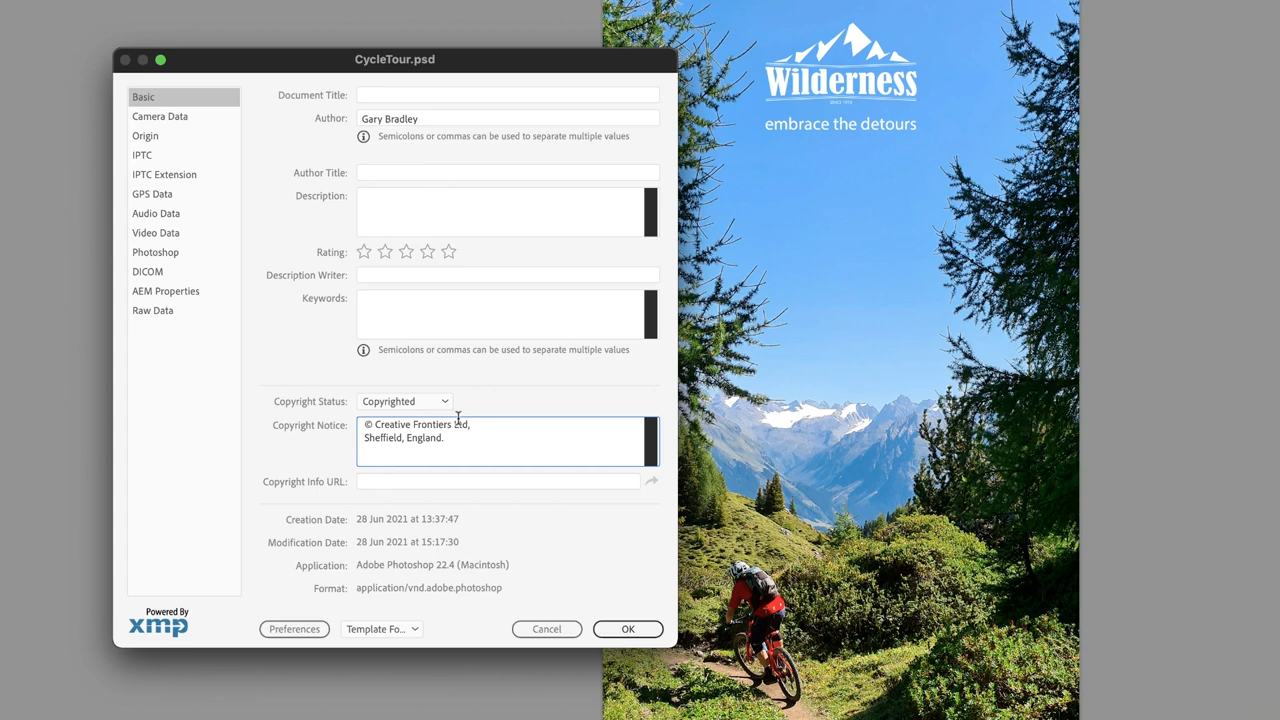 CycleTour.psd
Basic
Camera Data
Origin
IPTC
IPTC Extension
GPS Data
Audio Data
Video Data
Photoshop
DICOM
AEM Properties
Raw Data
Powered By
xmp
Document Title:
Author: Gary Bradley
Semicolons or commas can be used to separate multiple values
Author Title:
Description:
Rating:
Description Writer:
Keywords:
Semicolons or commas can be used to separate multiple values
Copyright Status: Copyrighted
Copyright Notice: © Creative Frontiers Ltd,
Sheffield, England.
Copyright Info URL:
Creation Date: 28 Jun 2021 at 13:37:47
Modification Date: 28 Jun 2021 at 15:17:30
Application: Adobe Photoshop 22.4 (Macintosh)
Format: application/vnd.adobe.photoshop
Preferences
Template Fo...
Cancel
OK
Wilderness
embrace the detours